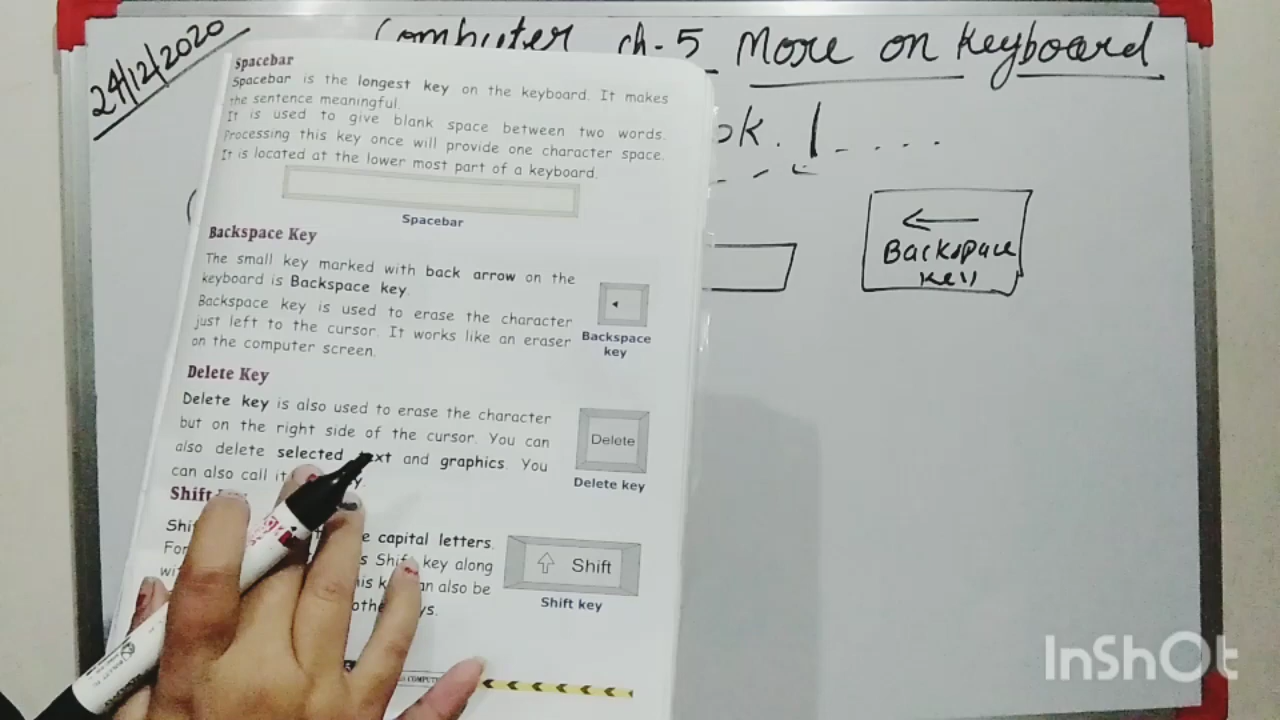 24/12/2020
Computer ch-5 More on Keyboard
ok. | - . . . .
←
Backspace
Key
Spacebar
Spacebar is the longest key on the keyboard. It makes
the sentence meaningful.
It is used to give blank space between two words.
Processing this key once will provide one character space.
It is located at the lower most part of a keyboard.
Spacebar
Backspace Key
The small key marked with back arrow on the
keyboard is Backspace key.
Backspace key is used to erase the character
just left to the cursor. It works like an eraser
on the computer screen.
Backspace
key
Delete Key
Delete key is also used to erase the character
but on the right side of the cursor. You can
also delete selected text and graphics. You
can also call it
Delete
Delete key
Shift
capital letters.
Shift key along
can also be
Shift
Shift key
InShOt